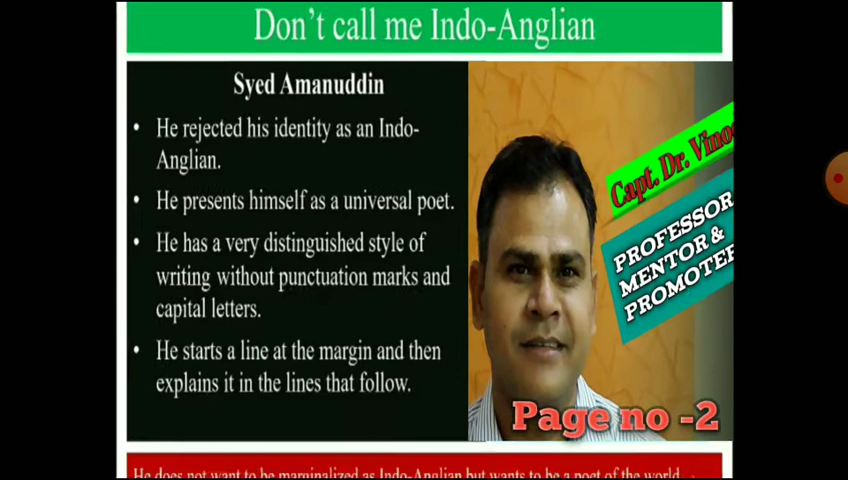 Don't call me Indo-Anglian
Syed Amanuddin
• He rejected his identity as an Indo-
Anglian.
• He presents himself as a universal poet.
• He has a very distinguished style of
writing without punctuation marks and
capital letters.
• He starts a line at the margin and then
explains it in the lines that follow.
Capt. Dr. Vinod
PROFESSOR
MENTOR &
PROMOTER
Page no -2
He does not want to be marginalized as Indo-Anglian but wants to be a poet of the world